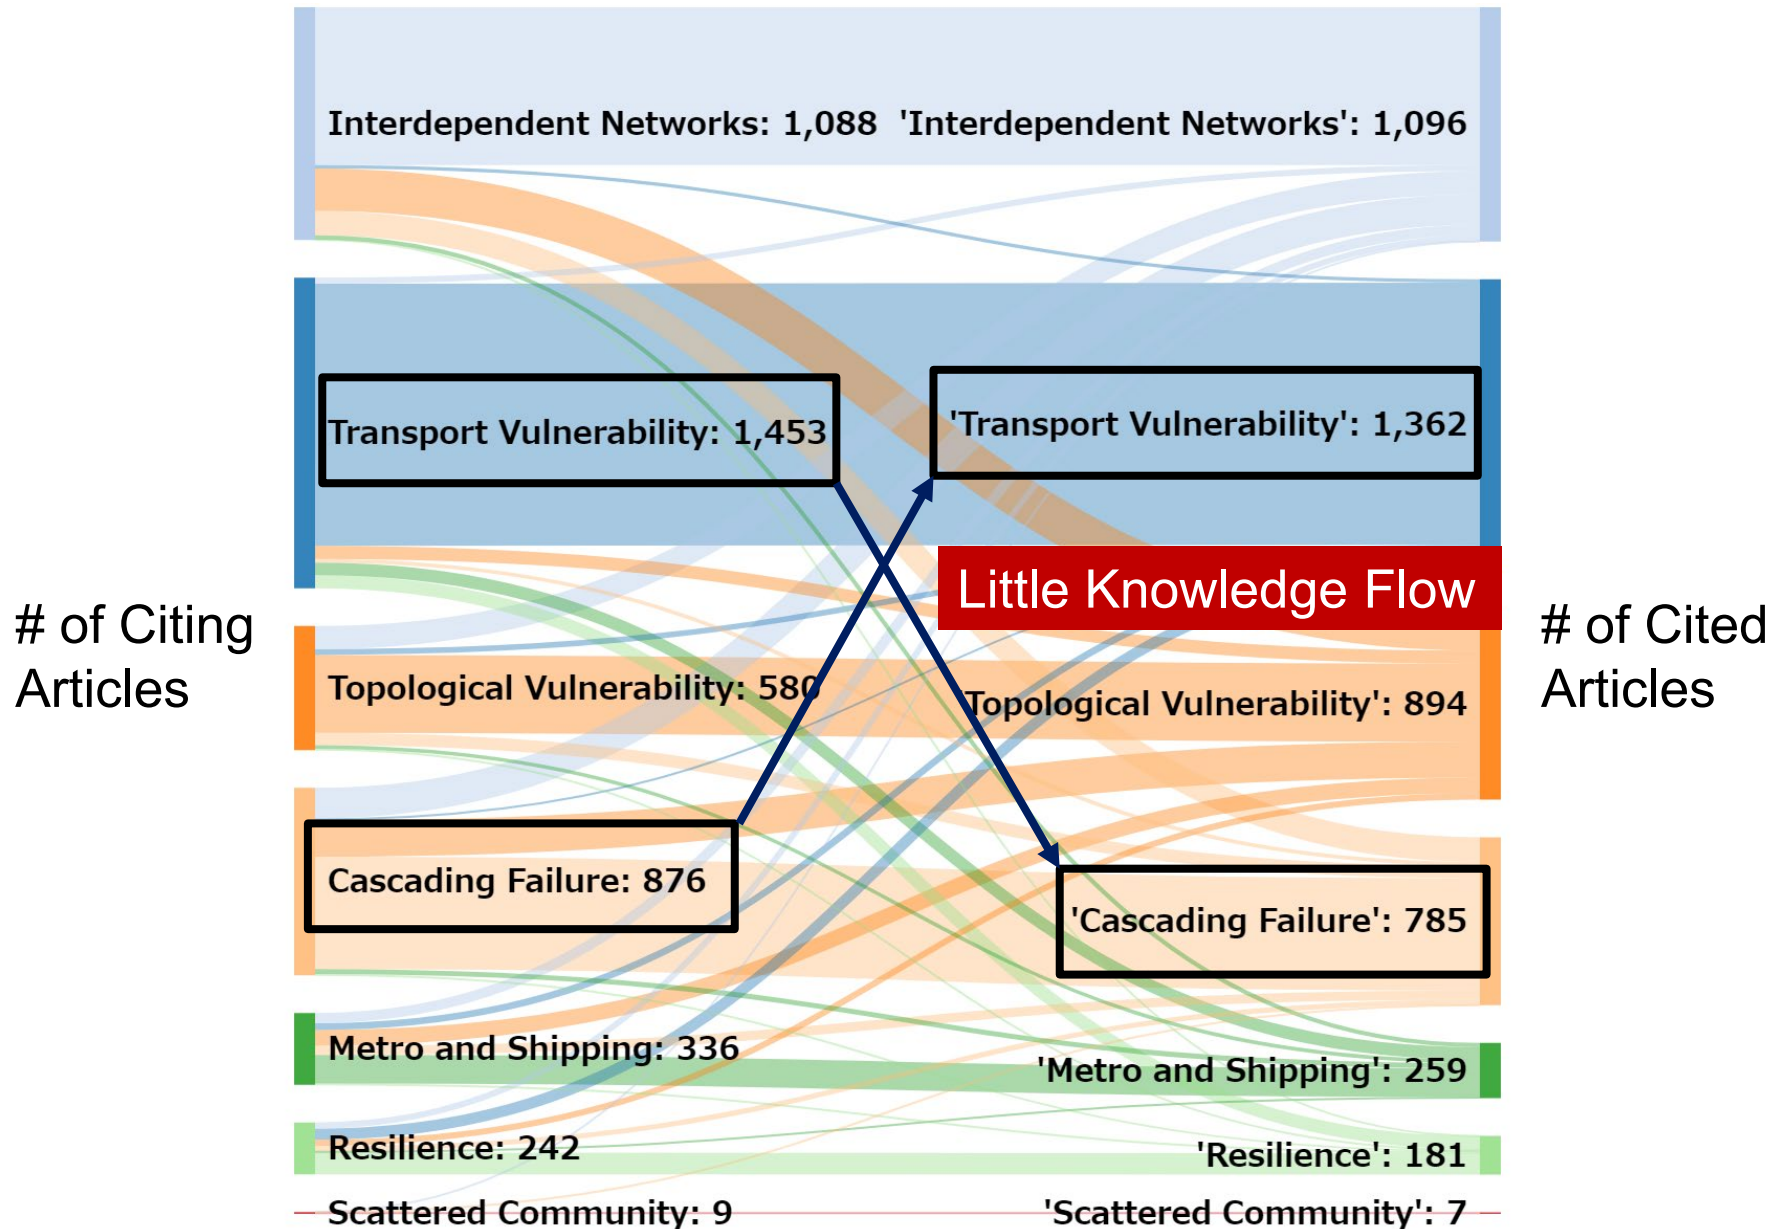 Interdependent Networks: 1,088
'Interdependent Networks': 1,096
Transport Vulnerability: 1,453
'Transport Vulnerability': 1,362
Little Knowledge Flow
# of Citing
Articles
# of Cited
Articles
Topological Vulnerability: 580
'Topological Vulnerability': 894
Cascading Failure: 876
'Cascading Failure': 785
Metro and Shipping: 336
'Metro and Shipping': 259
Resilience: 242
'Resilience': 181
Scattered Community: 9
'Scattered Community': 7